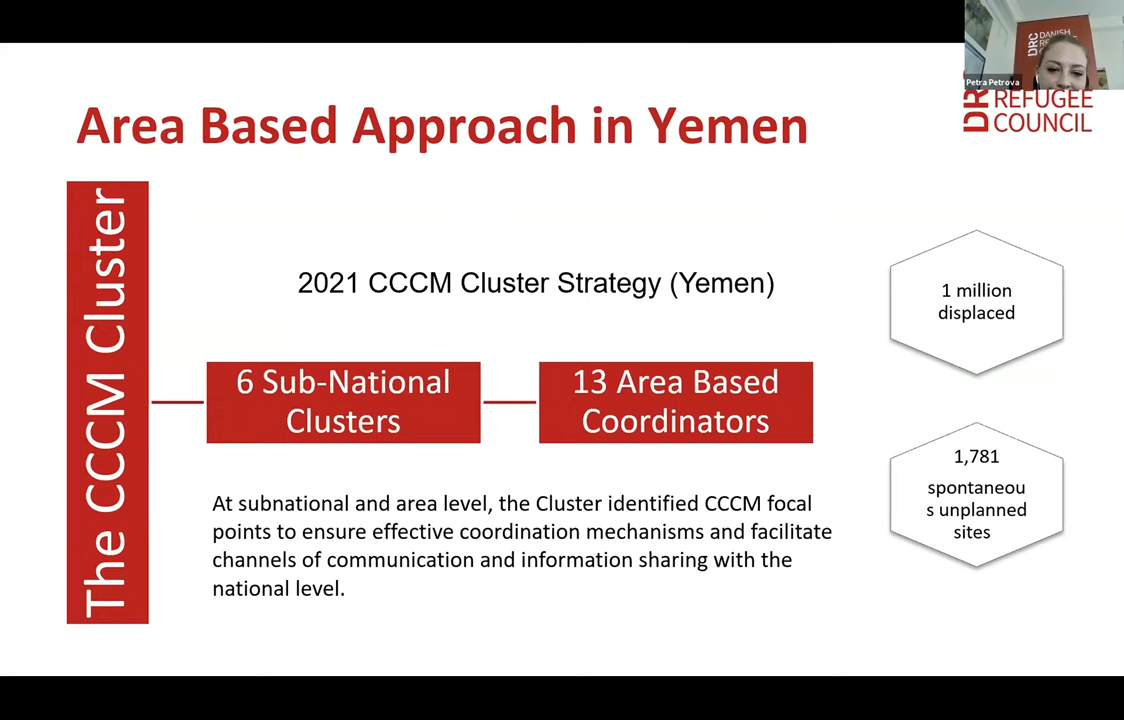 DRC DANISH
Petra Petrova
REFUGEE
COUNCIL
Area Based Approach in Yemen
The CCCM Cluster
2021 CCCM Cluster Strategy (Yemen)
6 Sub-National
Clusters
13 Area Based
Coordinators
At subnational and area level, the Cluster identified CCCM focal
points to ensure effective coordination mechanisms and facilitate
channels of communication and information sharing with the
national level.
1 million
displaced
1,781
spontaneou
s unplanned
sites